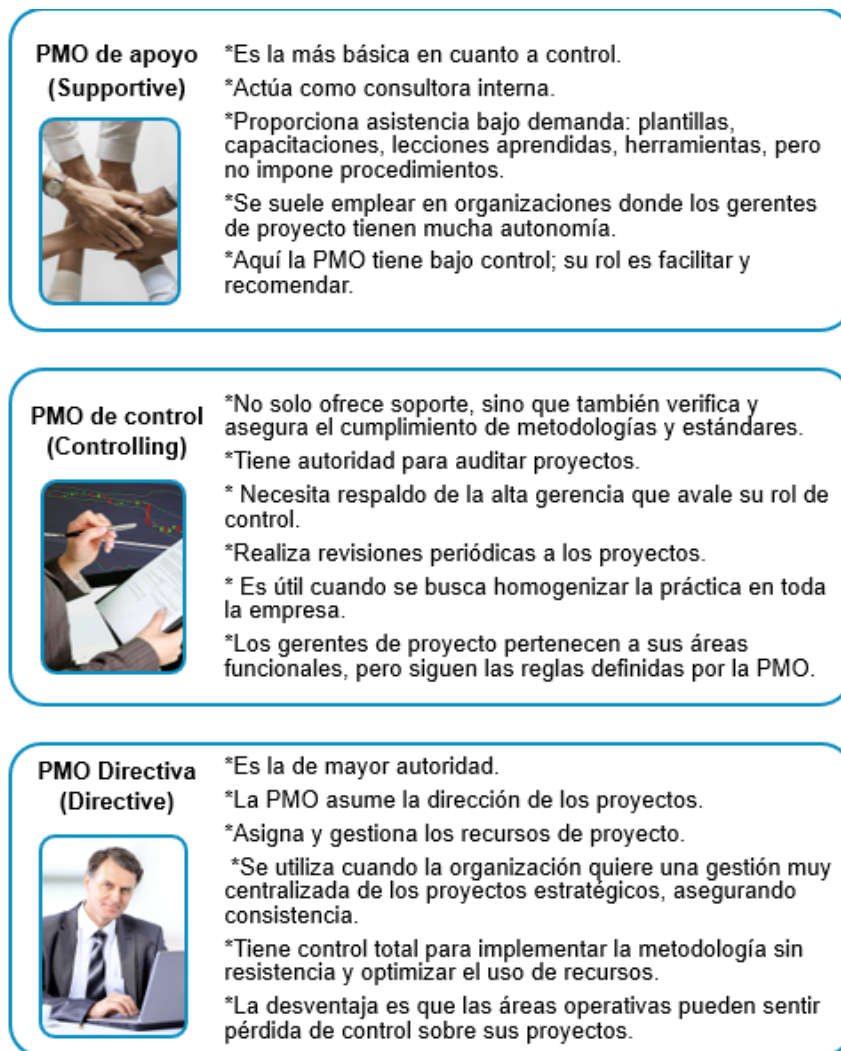 PMO de apoyo
(Supportive)
*Es la más básica en cuanto a control.
*Actúa como consultora interna.
*Proporciona asistencia bajo demanda: plantillas,
capacitaciones, lecciones aprendidas, herramientas, pero
no impone procedimientos.
*Se suele emplear en organizaciones donde los gerentes
de proyecto tienen mucha autonomía.
*Aquí la PMO tiene bajo control; su rol es facilitar y
recomendar.
PMO de control
(Controlling)
*No solo ofrece soporte, sino que también verifica y
asegura el cumplimiento de metodologías y estándares.
*Tiene autoridad para auditar proyectos.
* Necesita respaldo de la alta gerencia que avale su rol de
control.
*Realiza revisiones periódicas a los proyectos.
* Es útil cuando se busca homogenizar la práctica en toda
la empresa.
*Los gerentes de proyecto pertenecen a sus áreas
funcionales, pero siguen las reglas definidas por la PMO.
PMO Directiva
(Directive)
*Es la de mayor autoridad.
*La PMO asume la dirección de los proyectos.
*Asigna y gestiona los recursos de proyecto.
*Se utiliza cuando la organización quiere una gestión muy
centralizada de los proyectos estratégicos, asegurando
consistencia.
*Tiene control total para implementar la metodología sin
resistencia y optimizar el uso de recursos.
*La desventaja es que las áreas operativas pueden sentir
pérdida de control sobre sus proyectos.